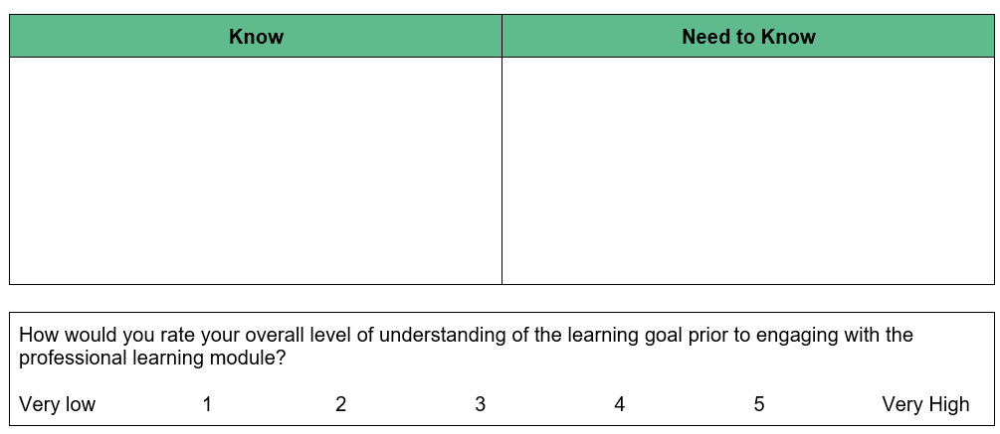 Know Need to Know
How would you rate your overall level of understanding of the learning goal prior to engaging with the
professional learning module?
Very low 1 2 3 4 5 Very High